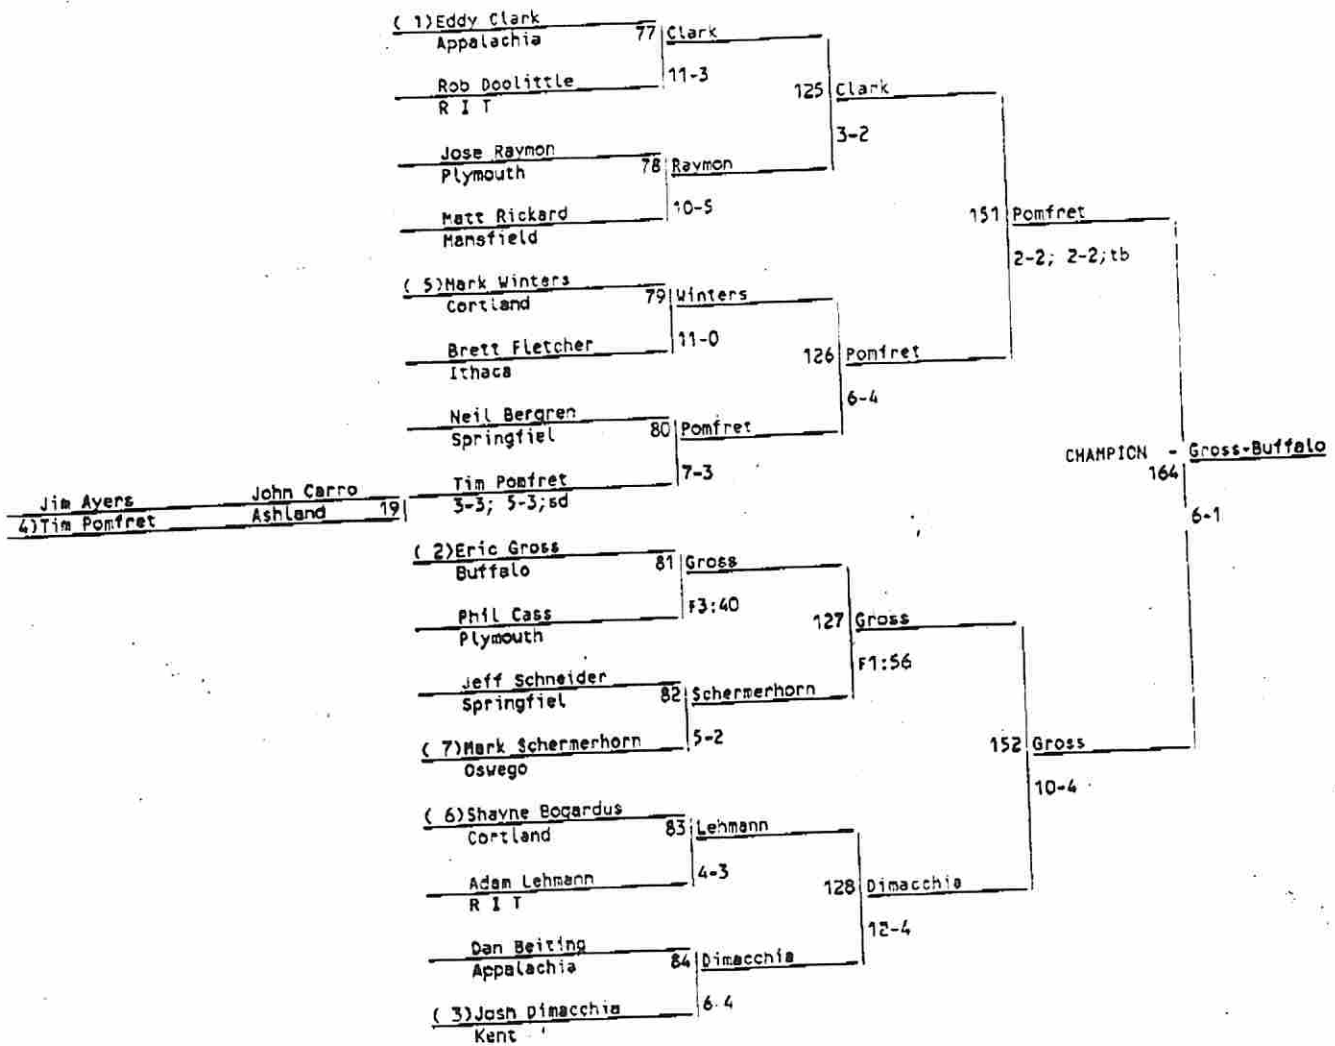 ( 1)Eddy Clark
Appalachia
77 Clark
11-3
Rob Doolittle
R I T
125 Clark
3-2
Jose Raymon
Plymouth
78 Raymon
10-5
Matt Rickard
Mansfield
151 Pomfret
2-2; 2-2;tb
( 5)Mark Winters
Cortland
79 Winters
11-0
Brett Fletcher
Ithaca
126 Pomfret
6-4
Neil Bergren
Springfiel
80 Pomfret
7-3
Tim Pomfret
3-3; 5-3;sd
Jim Ayers John Carro
4)Tim Pomfret Ashland 19
CHAMPION - Gross-Buffalo
164
6-1
( 2)Eric Gross
Buffalo
81 Gross
F3:40
Phil Cass
Plymouth
127 Gross
F1:56
Jeff Schneider
Springfiel
82 Schermerhorn
5-2
( 7)Mark Schermerhorn
Oswego
152 Gross
10-4
( 6)Shayne Bogardus
Cortland
83 Lehmann
4-3
Adam Lehmann
R I T
128 Dimacchia
12-4
Dan Beiting
Appalachia
84 Dimacchia
6-4
( 3)Josh Dimacchia
Kent